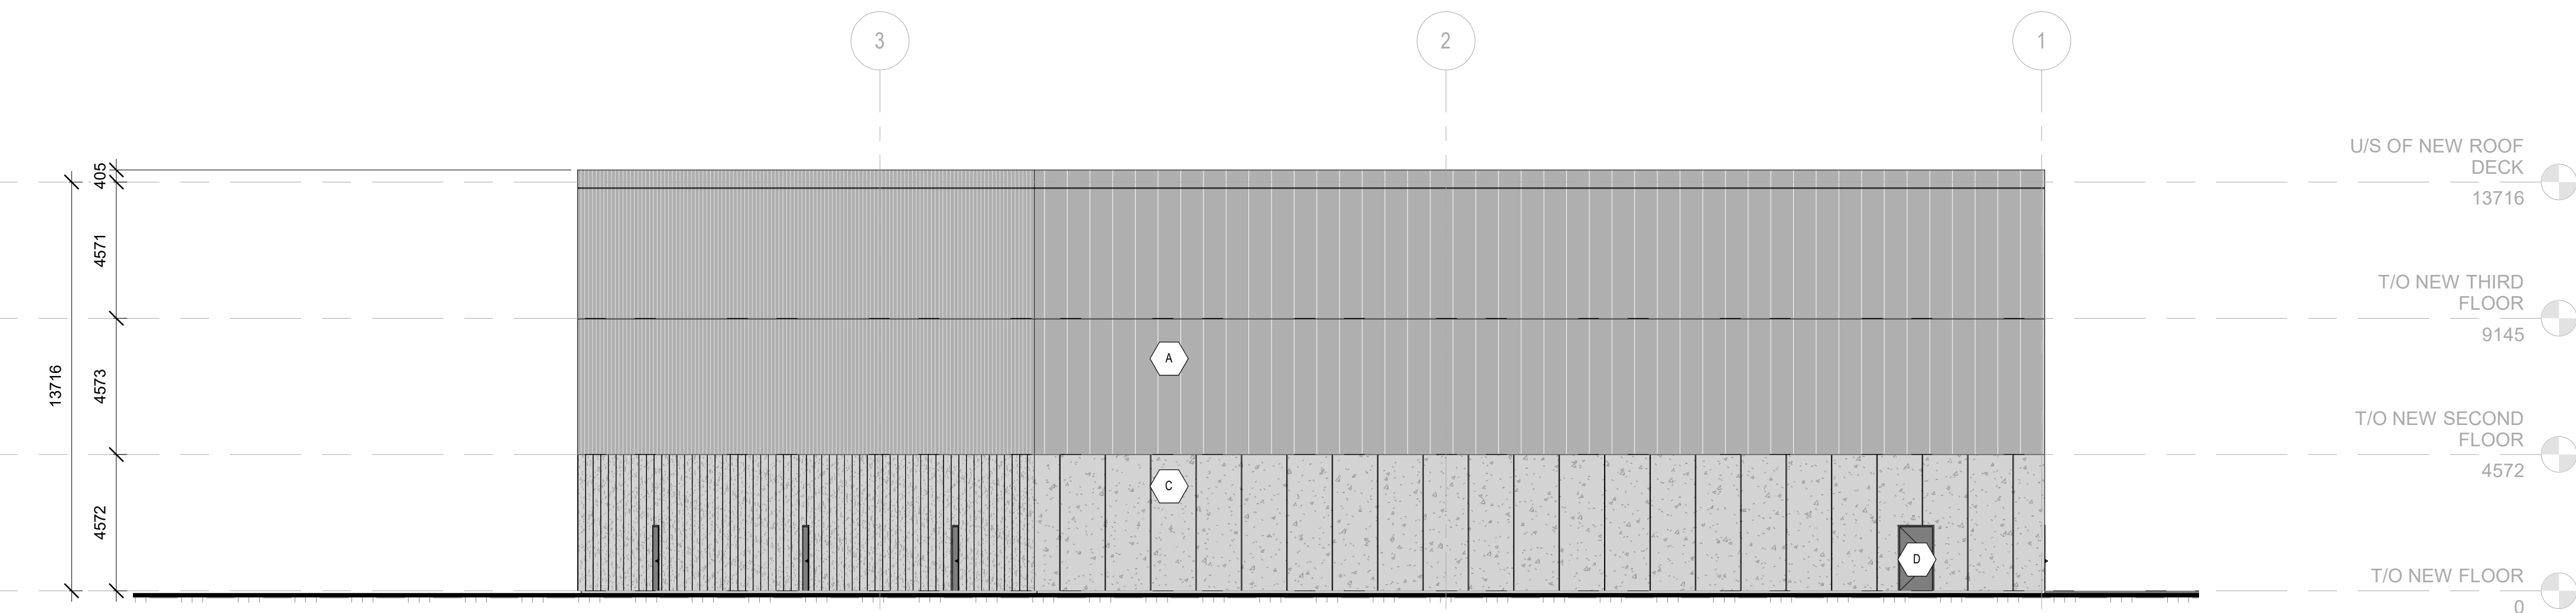 3
2
1
U/S OF NEW ROOF
DECK
13716
405
4571
T/O NEW THIRD
FLOOR
9145
A
13716
4573
T/O NEW SECOND
FLOOR
4572
C
4572
D
T/O NEW FLOOR
0